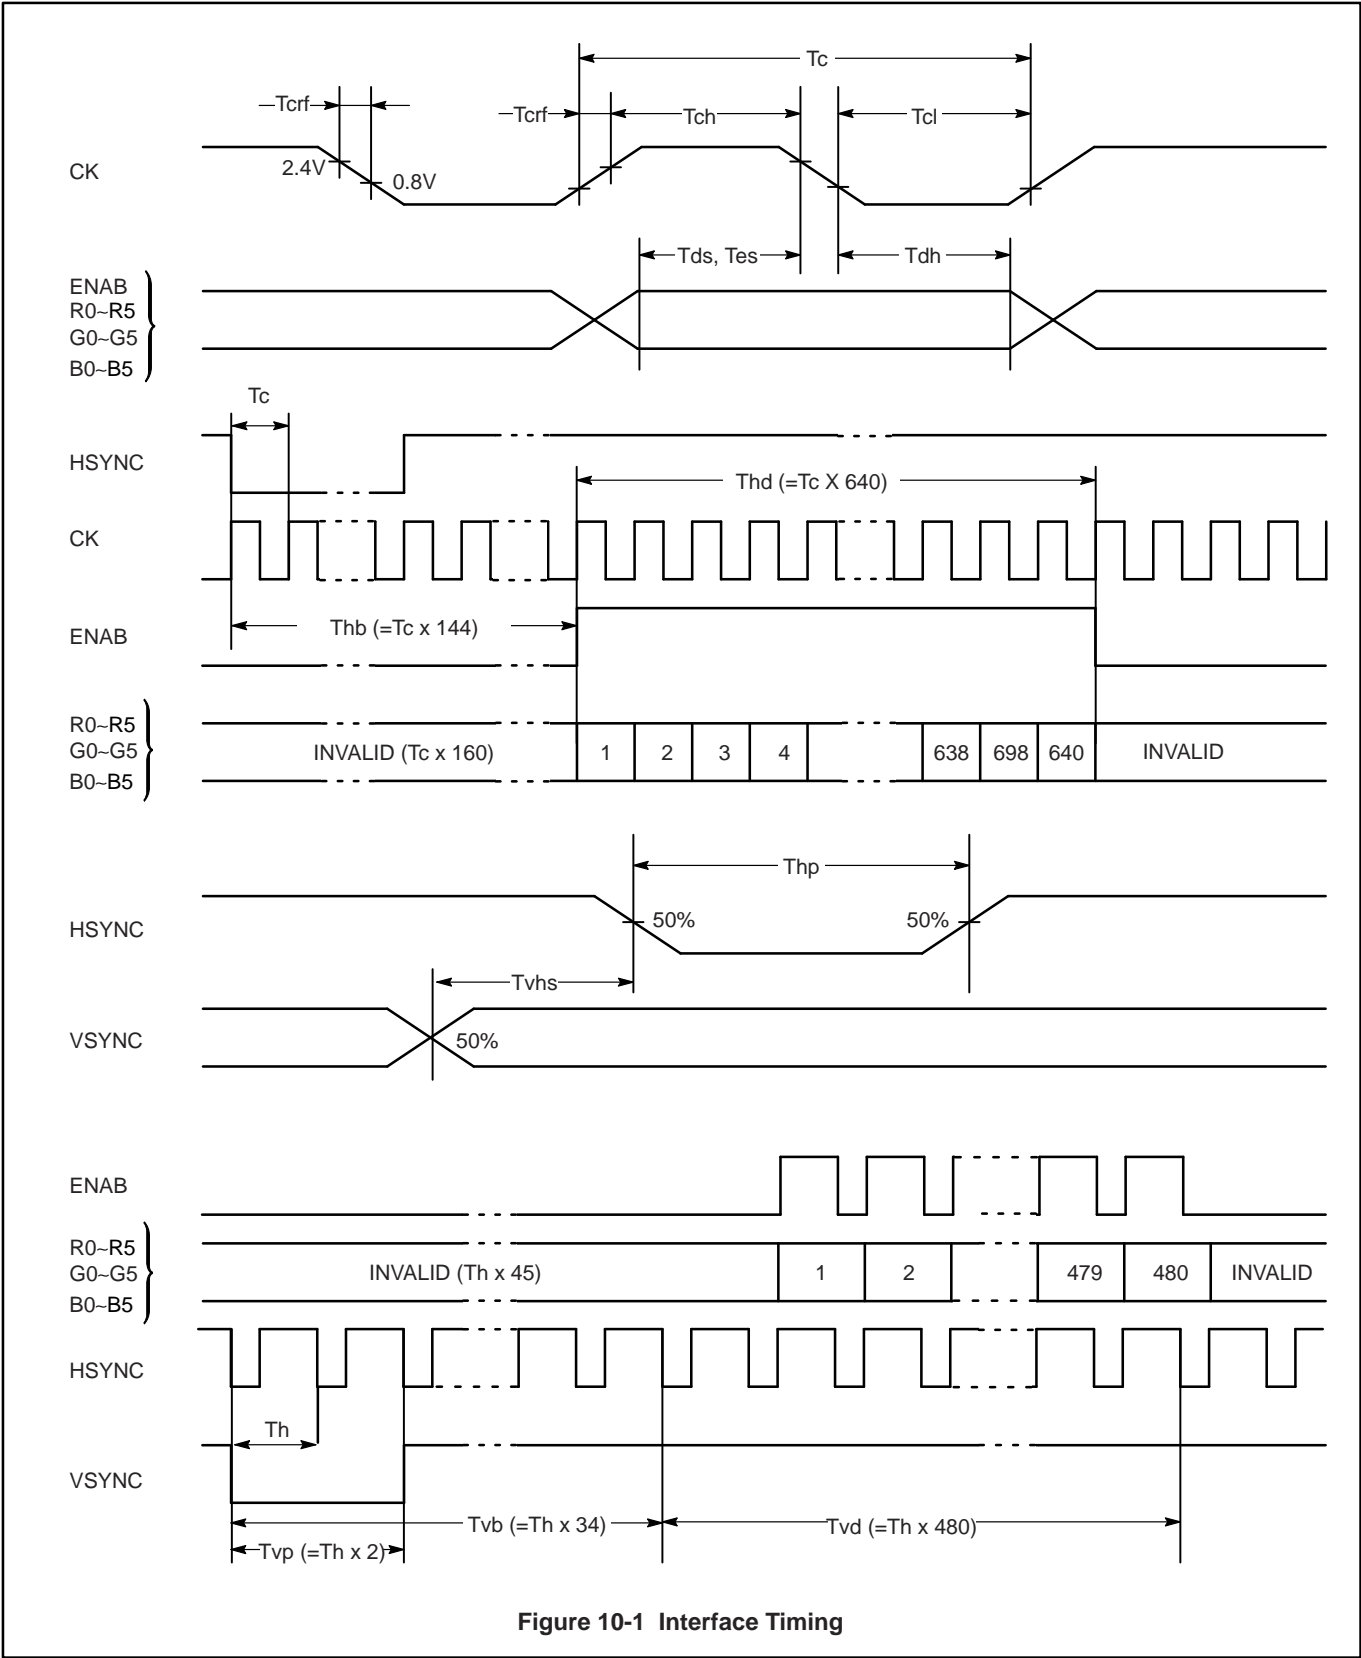 Tc
Tcrf
Tcrf
Tch
Tcl
CK
2.4V
0.8V
Tds, Tes
Tdh
ENAB
R0~R5
G0~G5
B0~B5
Tc
HSYNC
Thd (=Tc X 640)
CK
Thb (=Tc x 144)
ENAB
R0~R5
G0~G5
B0~B5
INVALID (Tc x 160)
1
2
3
4
638
698
640
INVALID
Thp
HSYNC
50%
50%
Tvhs
VSYNC
50%
ENAB
R0~R5
G0~G5
B0~B5
INVALID (Th x 45)
1
2
479
480
INVALID
HSYNC
Th
VSYNC
Tvb (=Th x 34)
Tvd (=Th x 480)
Tvp (=Th x 2)
Figure 10-1 Interface Timing